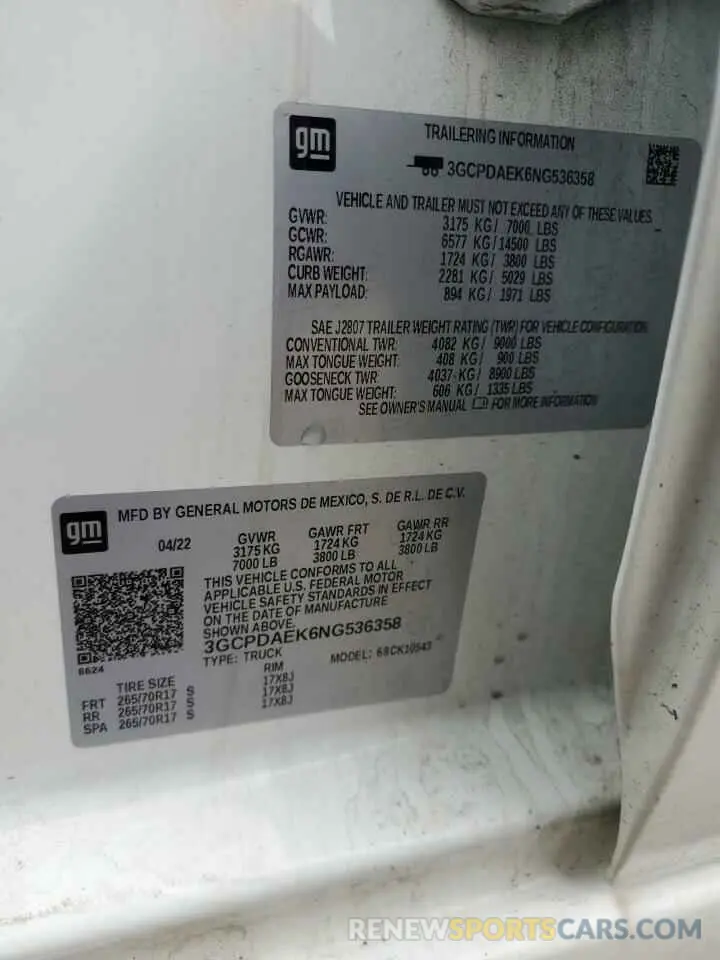 gm
TRAILERING INFORMATION
3GCPDAEK6NG536358
VEHICLE AND TRAILER MUST NOT EXCEED ANY OF THESE VALUES.
GVWR: 3175 KG/ 7000 LBS
GCWR: 6577 KG/14500 LBS
RGAWR: 1724 KG/ 3800 LBS
CURB WEIGHT: 2281 KG/ 5029 LBS
MAX PAYLOAD: 894 KG/ 1971 LBS
SAE J2807 TRAILER WEIGHT RATING (TWR) FOR VEHICLE CONFIGURATION
CONVENTIONAL TWR: 4082 KG/ 9000 LBS
MAX TONGUE WEIGHT: 408 KG/ 900 LBS
GOOSENECK TWR: 4037 KG/ 8900 LBS
MAX TONGUE WEIGHT: 606 KG/ 1335 LBS
SEE OWNER'S MANUAL FOR MORE INFORMATION
gm
MFD BY GENERAL MOTORS DE MEXICO, S. DE R.L. DE C.V.
04/22 GVWR GAWR FRT GAWR RR
3175 KG 1724 KG 1724 KG
7000 LB 3800 LB 3800 LB
THIS VEHICLE CONFORMS TO ALL
APPLICABLE U.S. FEDERAL MOTOR
VEHICLE SAFETY STANDARDS IN EFFECT
ON THE DATE OF MANUFACTURE
SHOWN ABOVE.
3GCPDAEK6NG536358
TYPE: TRUCK MODEL: 68CK10543
6624
TIRE SIZE RIM
FRT 265/70R17 S 17X8J
RR 265/70R17 S 17X8J
SPA 265/70R17 S 17X8J
RENEWSPORTSCARS.COM